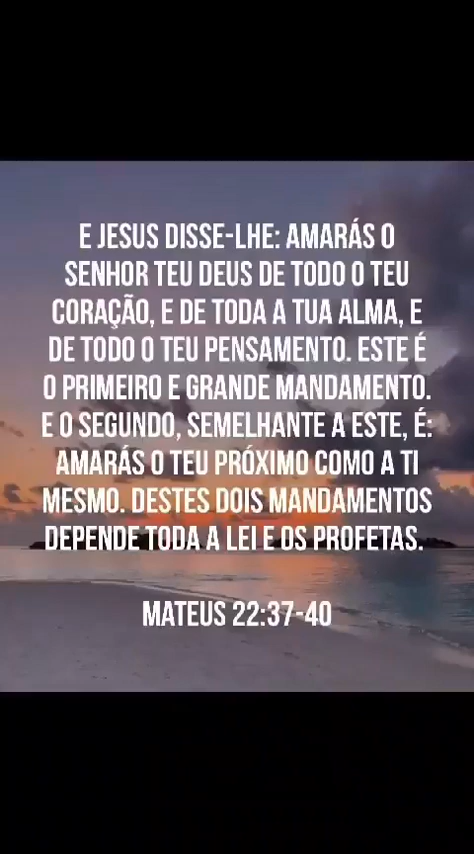 E JESUS DISSE-LHE: AMARÁS O
SENHOR TEU DEUS DE TODO O TEU
CORAÇÃO, E DE TODA A TUA ALMA, E
DE TODO O TEU PENSAMENTO. ESTE É
O PRIMEIRO E GRANDE MANDAMENTO.
E O SEGUNDO, SEMELHANTE A ESTE, É:
AMARÁS O TEU PRÓXIMO COMO A TI
MESMO. DESTES DOIS MANDAMENTOS
DEPENDE TODA A LEI E OS PROFETAS.
MATEUS 22:37-40